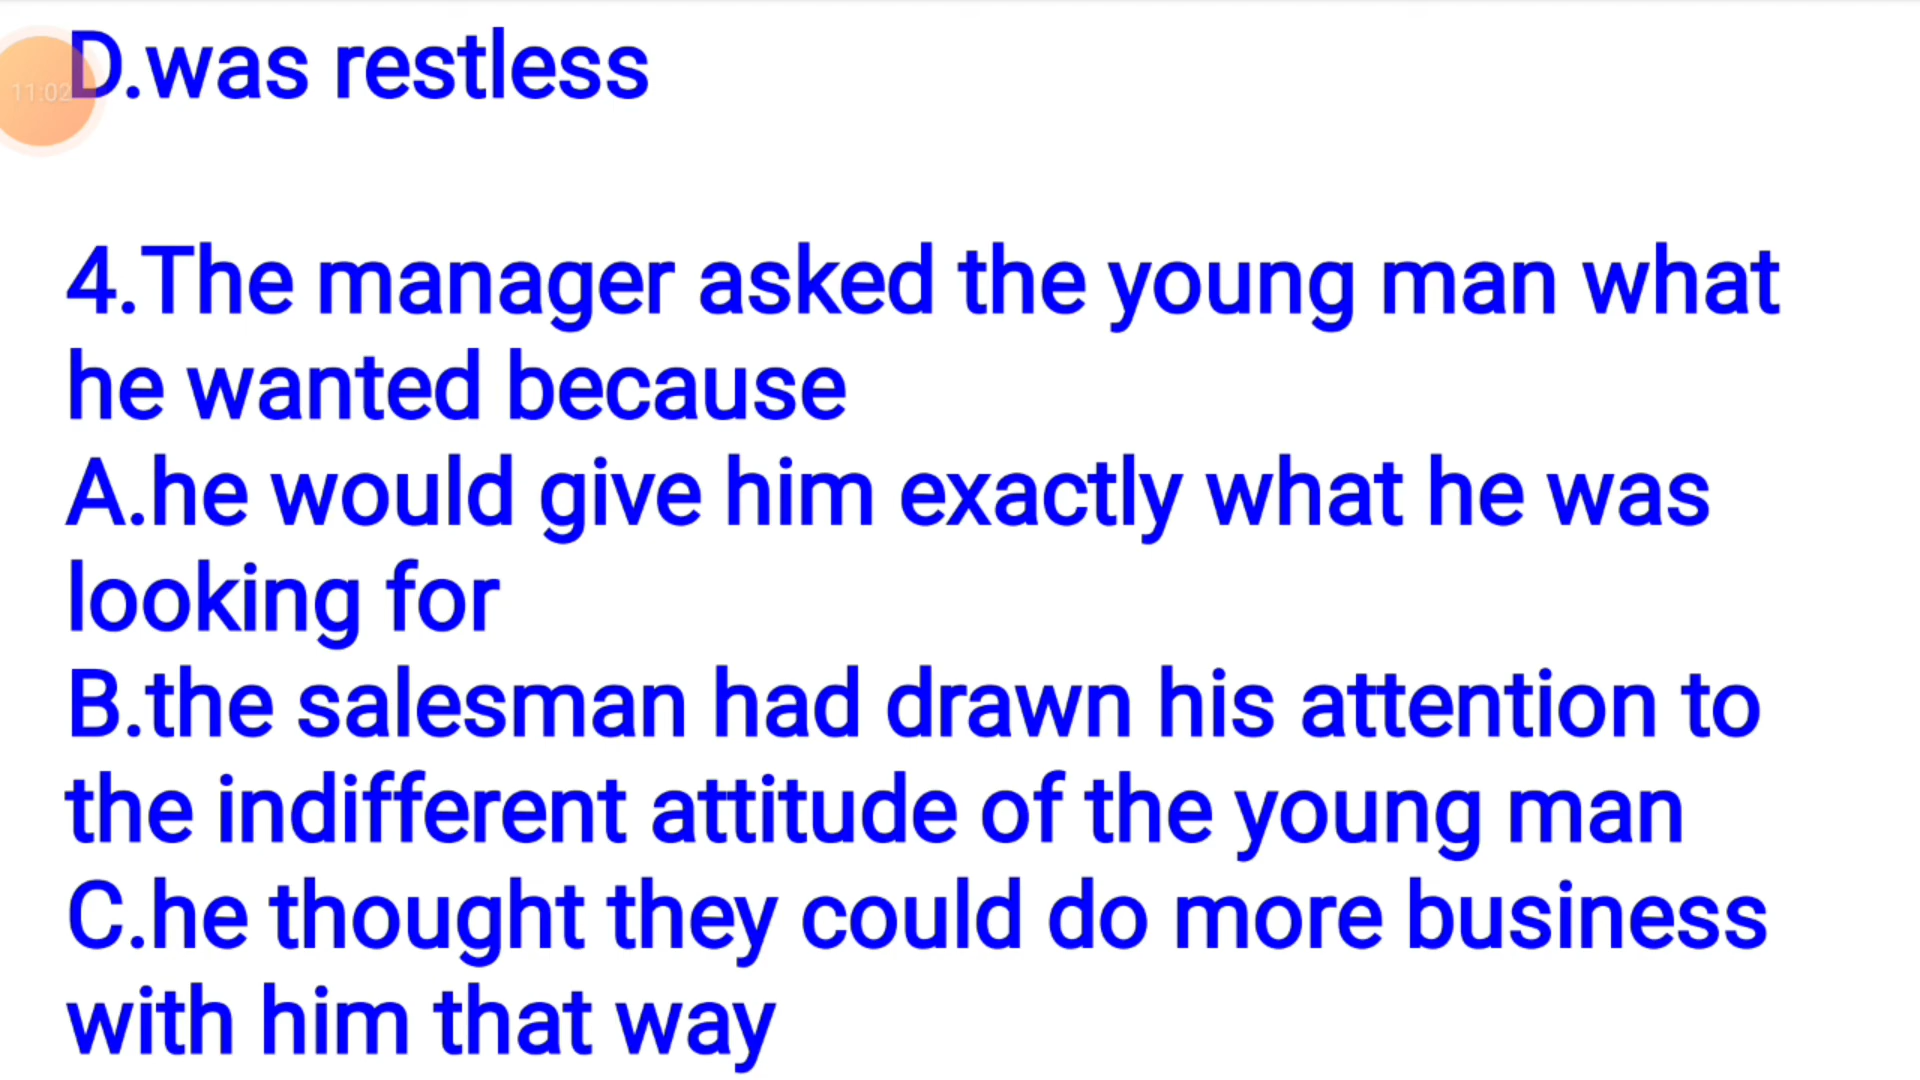 D.was restless
11:02
4.The manager asked the young man what
he wanted because
A.he would give him exactly what he was
looking for
B.the salesman had drawn his attention to
the indifferent attitude of the young man
C.he thought they could do more business
with him that way